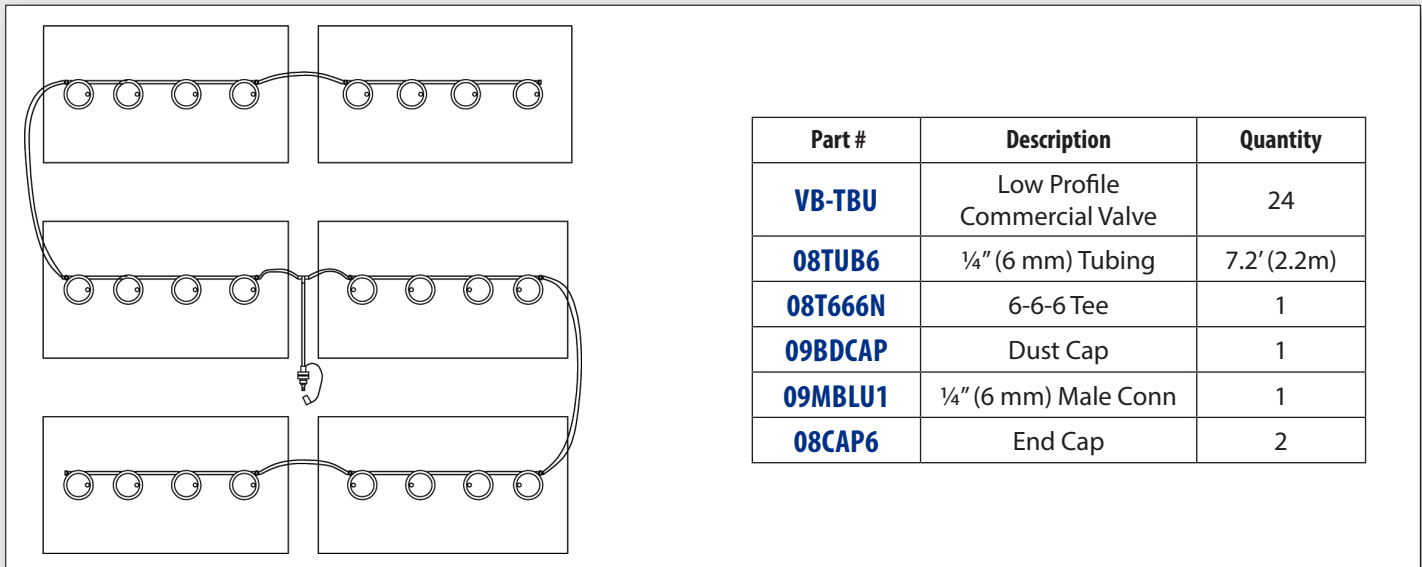 Part # Description Quantity
VB-TBU Low Profile Commercial Valve 24
08TUB6 ¼” (6 mm) Tubing 7.2’ (2.2m)
08T666N 6-6-6 Tee 1
09BDCAP Dust Cap 1
09MBLU1 ¼” (6 mm) Male Conn 1
08CAP6 End Cap 2